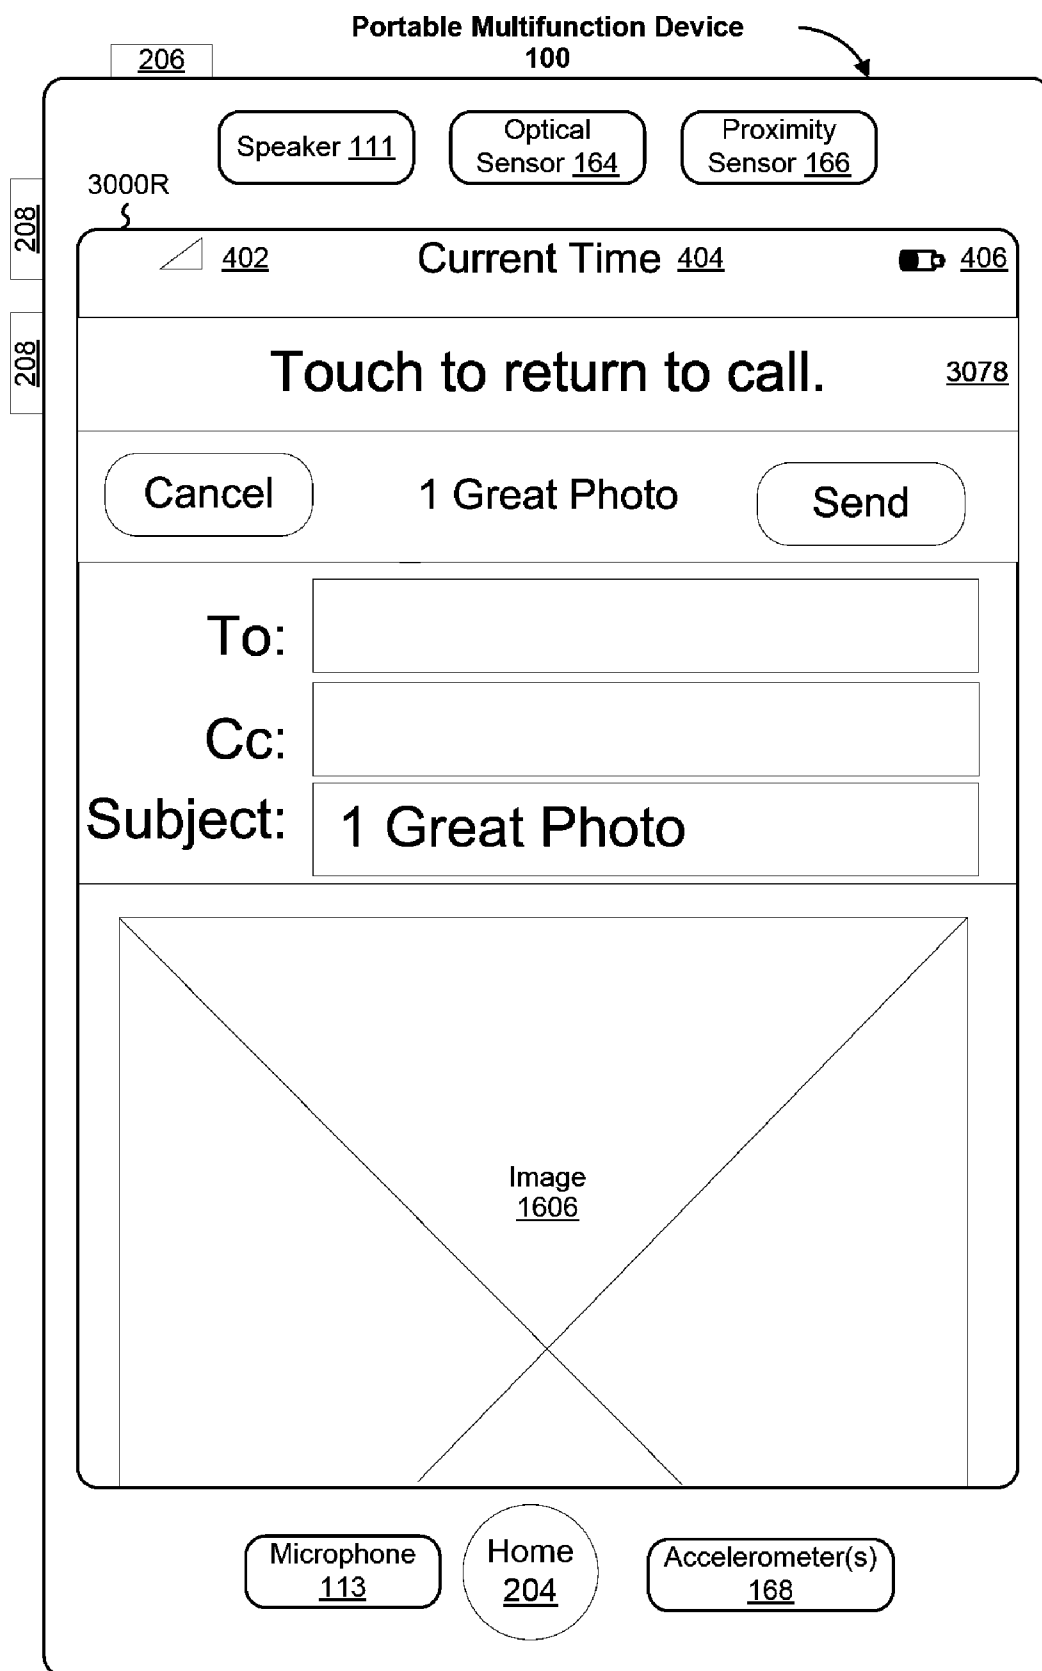 Portable Multifunction Device
100
206
Speaker 111
Optical
Sensor 164
Proximity
Sensor 166
3000R
208
208
402
Current Time 404
406
Touch to return to call.
3078
Cancel
1 Great Photo
Send
To:
Cc:
Subject:
1 Great Photo
Image
1606
Microphone
113
Home
204
Accelerometer(s)
168